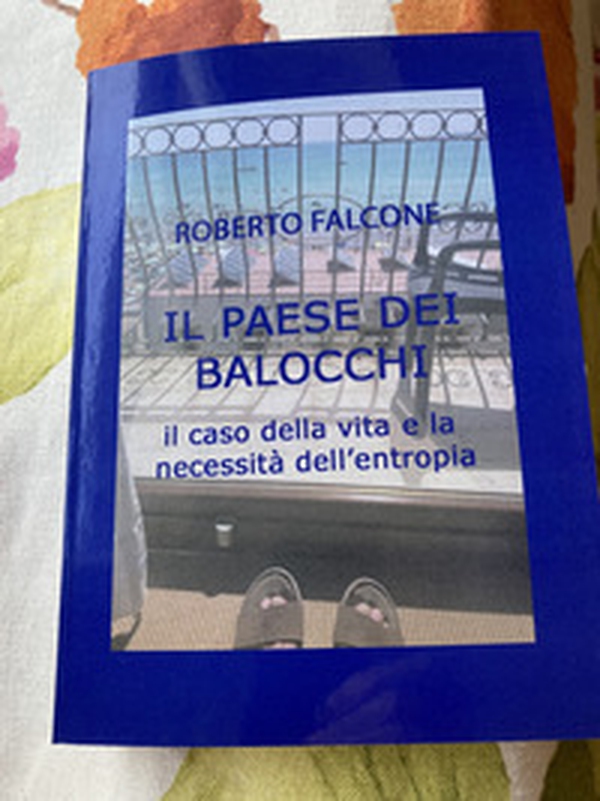 ROBERTO FALCONE
IL PAESE DEI
BALOCCHI
il caso della vita e la
necessità dell'entropia